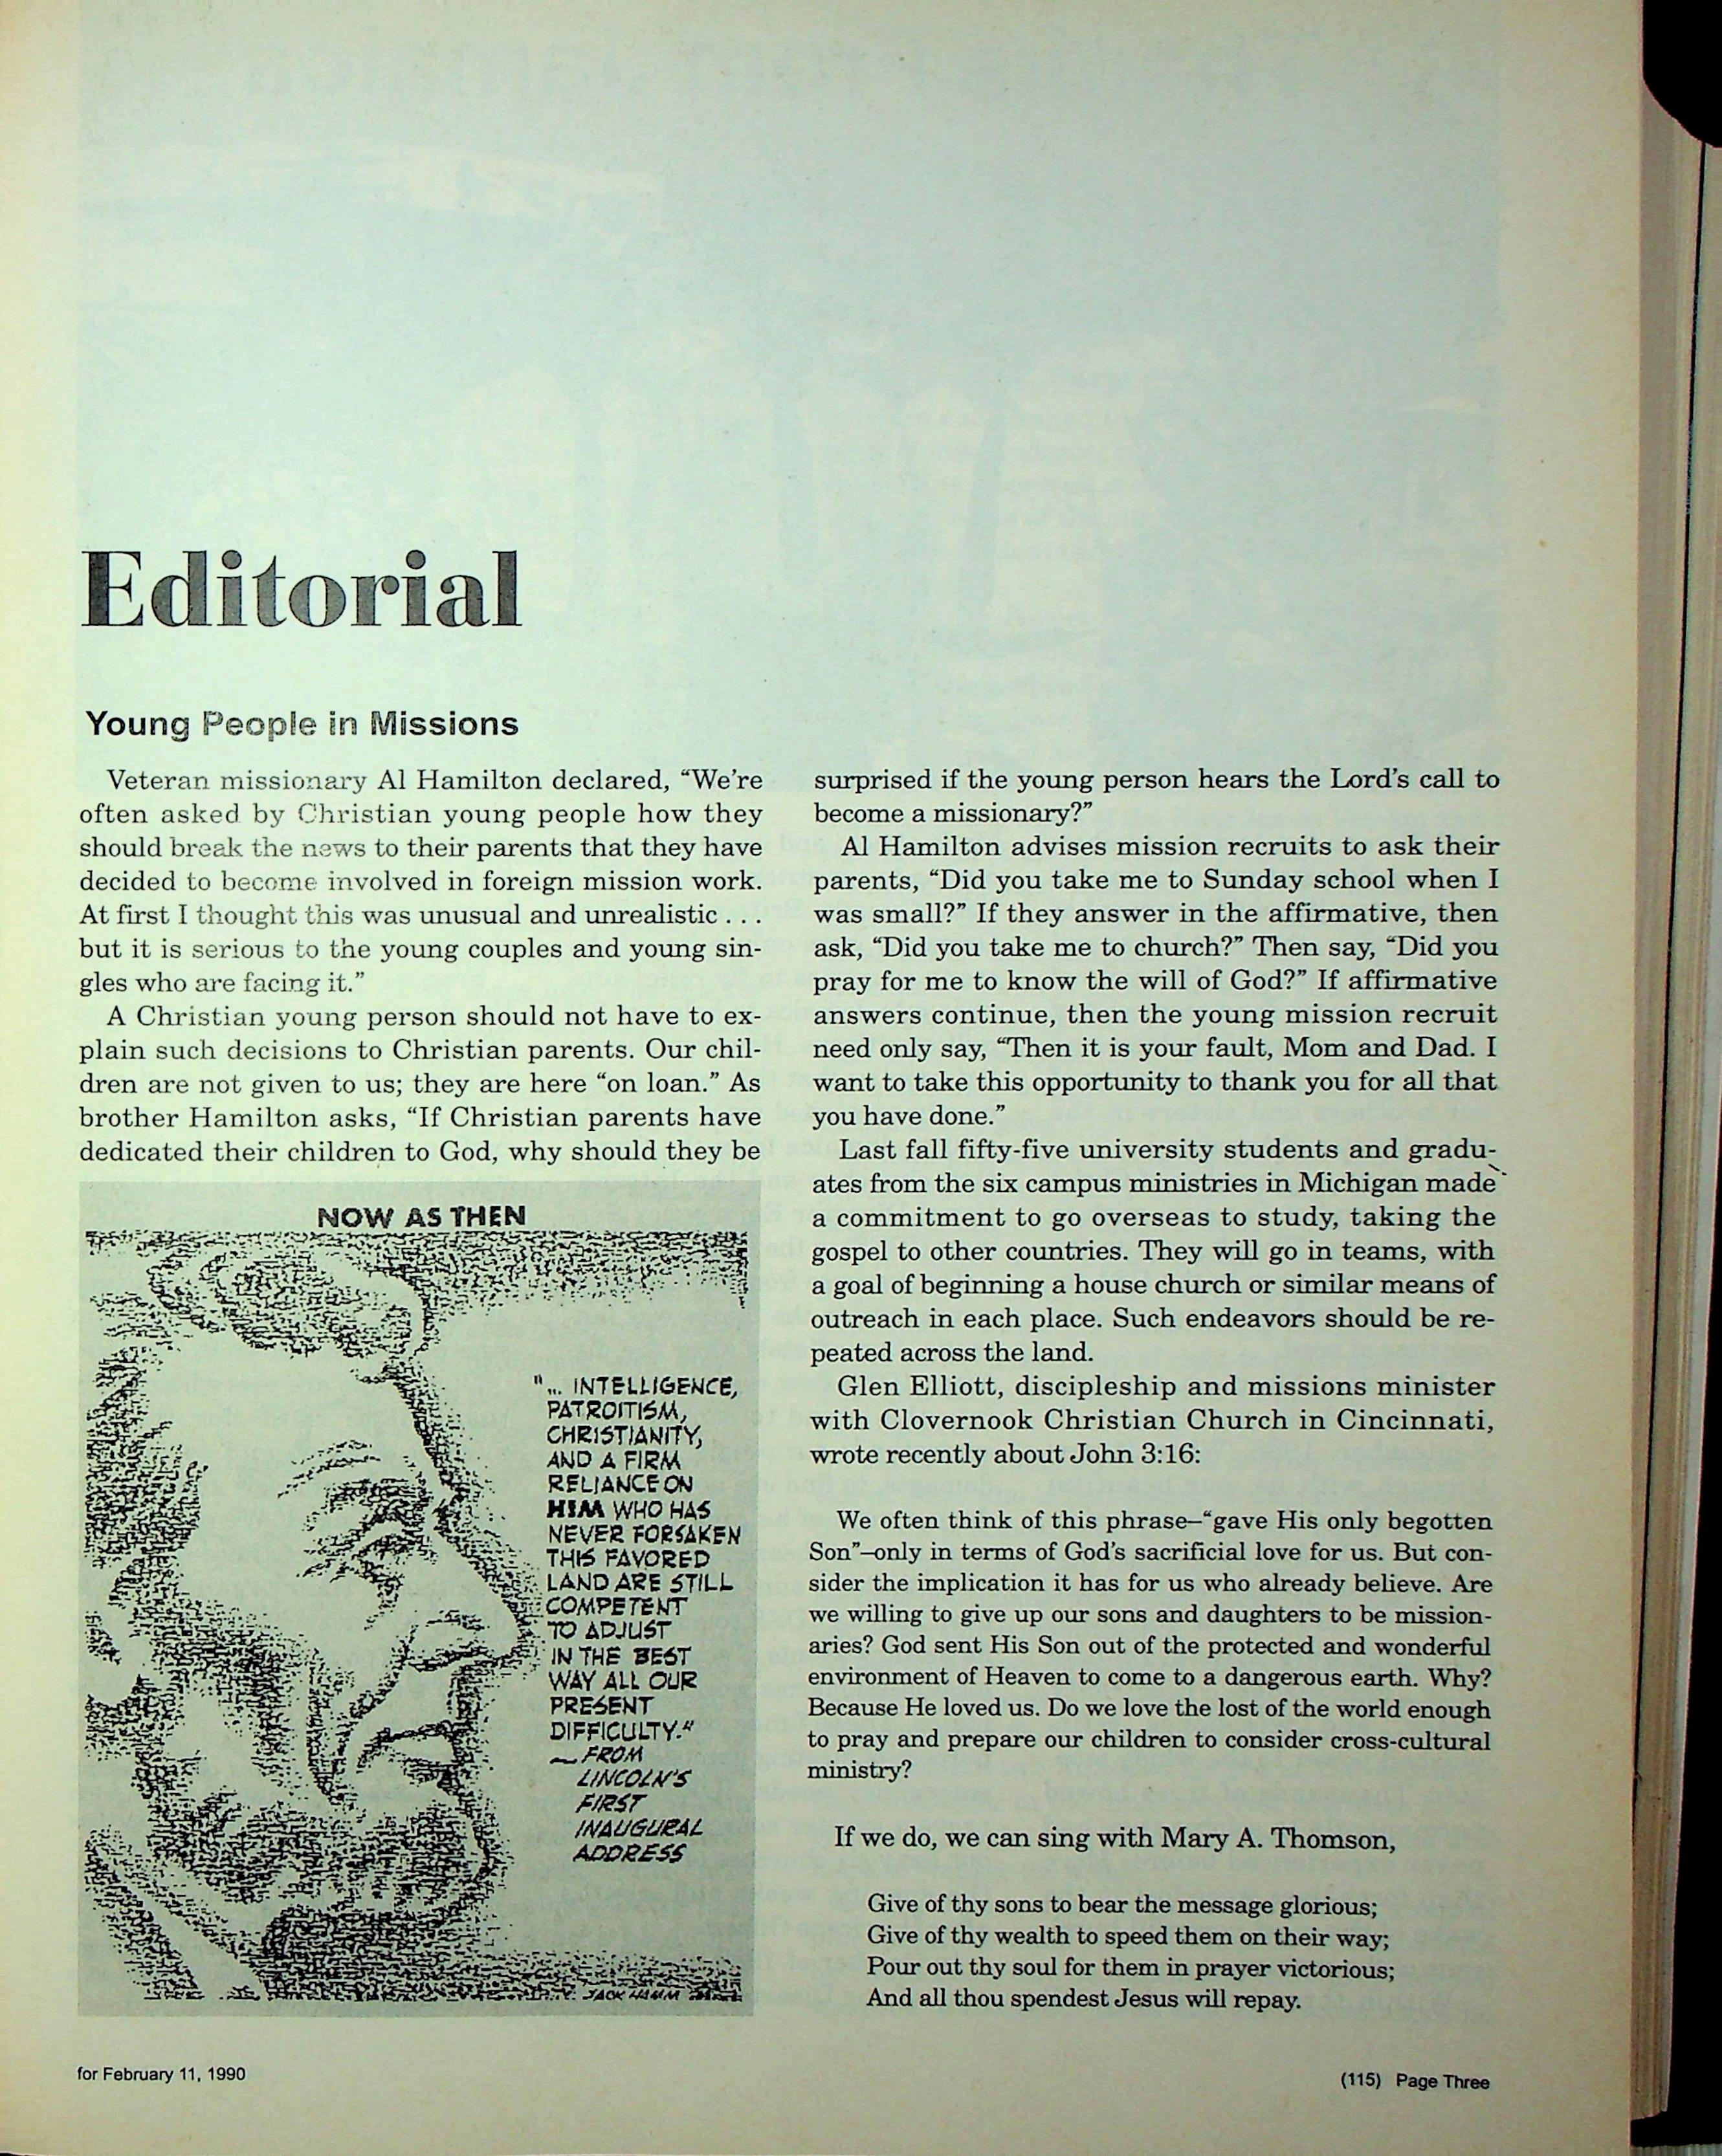 Editorial
Young People in Missions
Veteran missionary Al Hamilton declared, “We’re
often asked by Christian young people how they
should break the news to their parents that they have
decided to become involved in foreign mission work.
At first I thought this was unusual and unrealistic . . .
but it is serious to the young couples and young sin-
gles who are facing it.”
A Christian young person should not have to ex-
plain such decisions to Christian parents. Our chil-
dren are not given to us; they are here “on loan.” As
brother Hamilton asks, “If Christian parents have
dedicated their children to God, why should they be
NOW AS THEN
"... INTELLIGENCE,
PATROITISM,
CHRISTIANITY,
AND A FIRM
RELIANCE ON
HIM WHO HAS
NEVER FORSAKEN
THIS FAVORED
LAND ARE STILL
COMPETENT
TO ADJUST
IN THE BEST
WAY ALL OUR
PRESENT
DIFFICULTY."
~FROM
LINCOLN'S
FIRST
INAUGURAL
ADDRESS
JACK HAMM
surprised if the young person hears the Lord’s call to
become a missionary?”
Al Hamilton advises mission recruits to ask their
parents, “Did you take me to Sunday school when I
was small?” If they answer in the affirmative, then
ask, “Did you take me to church?” Then say, “Did you
pray for me to know the will of God?” If affirmative
answers continue, then the young mission recruit
need only say, “Then it is your fault, Mom and Dad. I
want to take this opportunity to thank you for all that
you have done.”
Last fall fifty-five university students and gradu-
ates from the six campus ministries in Michigan made
a commitment to go overseas to study, taking the
gospel to other countries. They will go in teams, with
a goal of beginning a house church or similar means of
outreach in each place. Such endeavors should be re-
peated across the land.
Glen Elliott, discipleship and missions minister
with Clovernook Christian Church in Cincinnati,
wrote recently about John 3:16:
We often think of this phrase–“gave His only begotten
Son”–only in terms of God’s sacrificial love for us. But con-
sider the implication it has for us who already believe. Are
we willing to give up our sons and daughters to be mission-
aries? God sent His Son out of the protected and wonderful
environment of Heaven to come to a dangerous earth. Why?
Because He loved us. Do we love the lost of the world enough
to pray and prepare our children to consider cross-cultural
ministry?
If we do, we can sing with Mary A. Thomson,
Give of thy sons to bear the message glorious;
Give of thy wealth to speed them on their way;
Pour out thy soul for them in prayer victorious;
And all thou spendest Jesus will repay.
for February 11, 1990
(115) Page Three